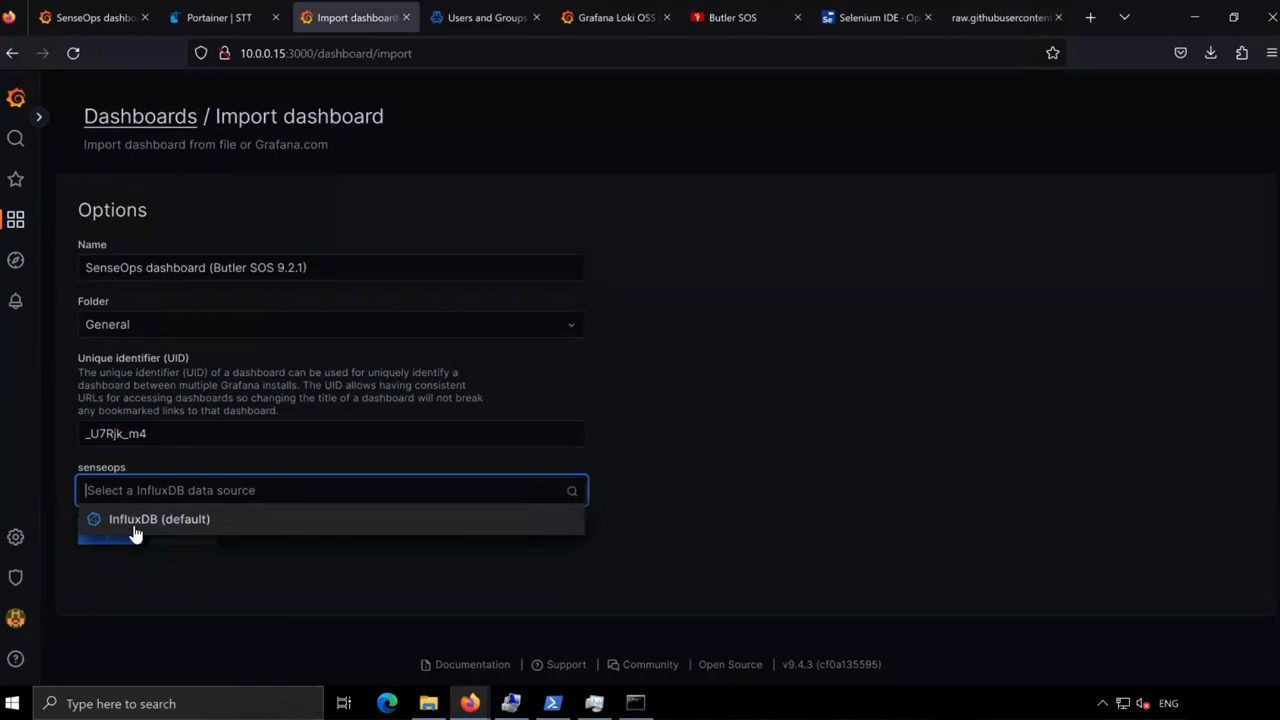 SenseOps dashb
Portainer | STT
Import dashboard
Users and Groups
Grafana Loki OSS
Butler SOS
Selenium IDE · Op
raw.githubusercontent
10.0.0.15:3000/dashboard/import
Dashboards / Import dashboard
Import dashboard from file or Grafana.com
Options
Name
SenseOps dashboard (Butler SOS 9.2.1)
Folder
General
Unique identifier (UID)
The unique identifier (UID) of a dashboard can be used for uniquely identify a
dashboard between multiple Grafana installs. The UID allows having consistent
URLs for accessing dashboards so changing the title of a dashboard will not break
any bookmarked links to that dashboard.
_U7Rjk_m4
senseops
Select a InfluxDB data source
InfluxDB (default)
Documentation
Support
Community
Open Source
v9.4.3 (cf0a135595)
Type here to search
ENG